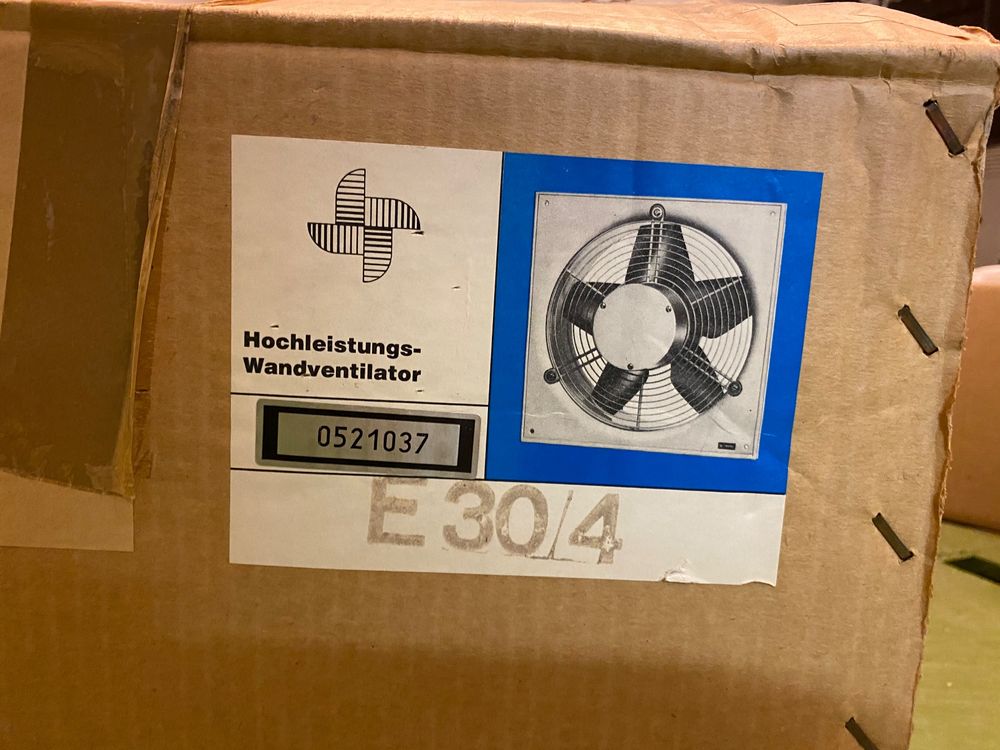 Hochleistungs-
Wandventilator
0521037
E 30/4